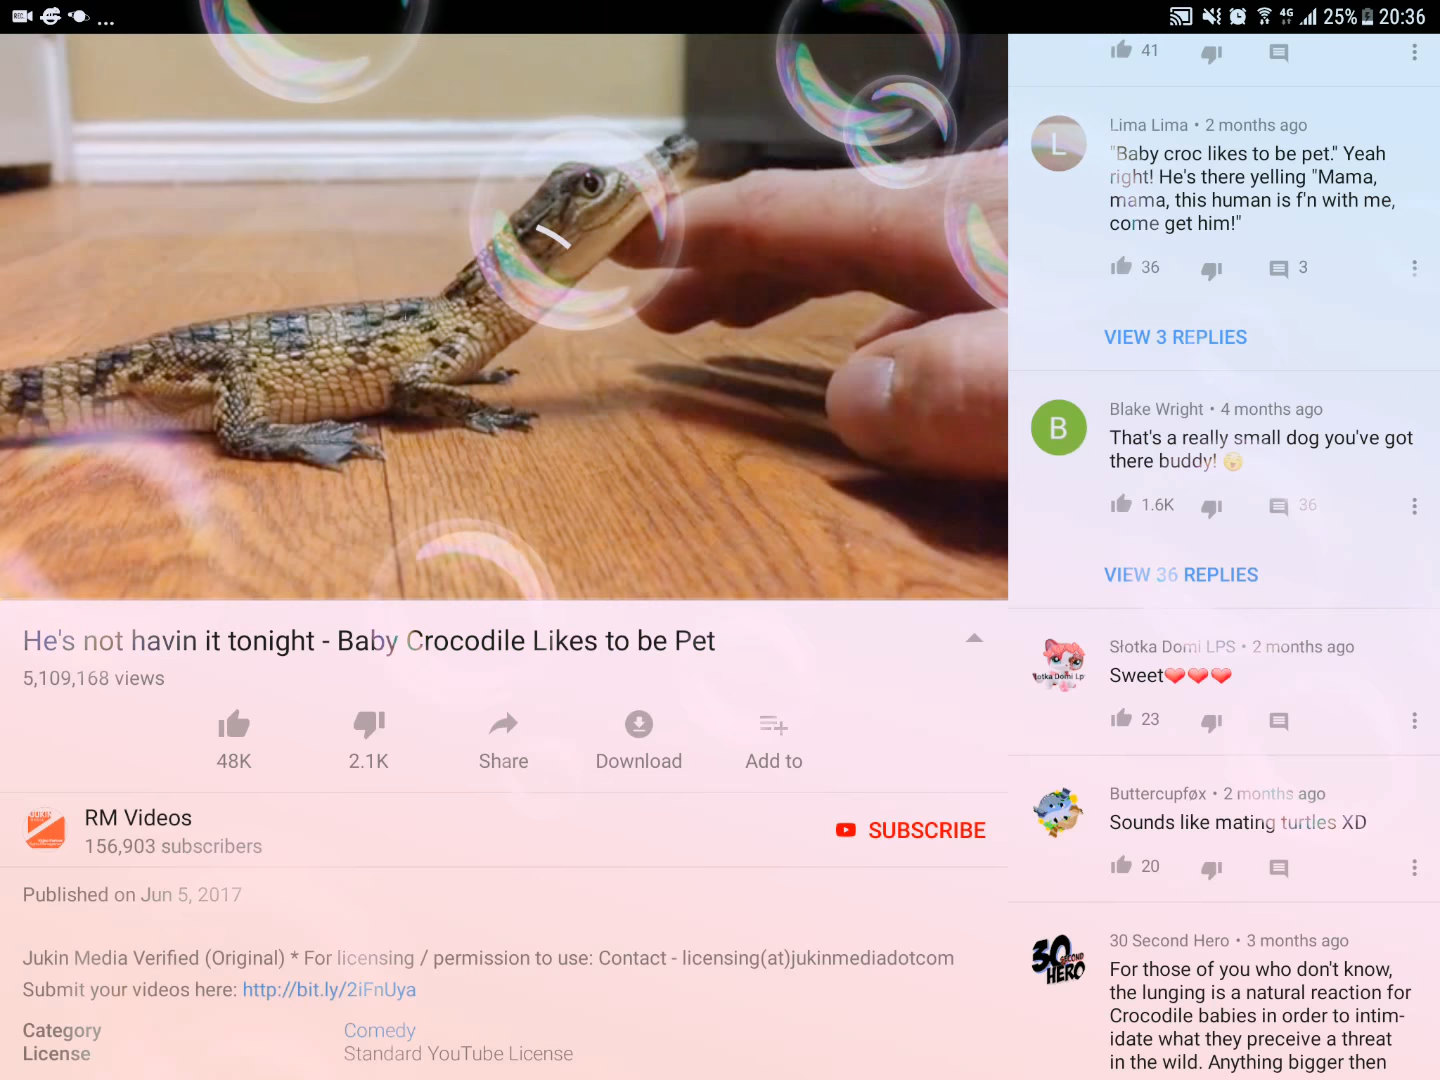 REC
...
4G
25%
20:36
41
L
Lima Lima • 2 months ago
"Baby croc likes to be pet." Yeah
right! He's there yelling "Mama,
mama, this human is f'n with me,
come get him!"
36
3
VIEW 3 REPLIES
B
Blake Wright • 4 months ago
That's a really small dog you've got
there buddy! 😲
1.6K
36
VIEW 36 REPLIES
Słotka Domi LPS • 2 months ago
Sweet❤❤❤
23
Buttercupføx • 2 months ago
Sounds like mating turtles XD
20
30 SECOND HERO
30 Second Hero • 3 months ago
For those of you who don't know,
the lunging is a natural reaction for
Crocodile babies in order to intim-
idate what they preceive a threat
in the wild. Anything bigger then
He's not havin it tonight - Baby Crocodile Likes to be Pet
5,109,168 views
48K
2.1K
Share
Download
Add to
JUKIN
RM Videos
156,903 subscribers
SUBSCRIBE
Published on Jun 5, 2017
Jukin Media Verified (Original) * For licensing / permission to use: Contact - licensing(at)jukinmediadotcom
Submit your videos here: http://bit.ly/2iFnUya
Category Comedy
License Standard YouTube License